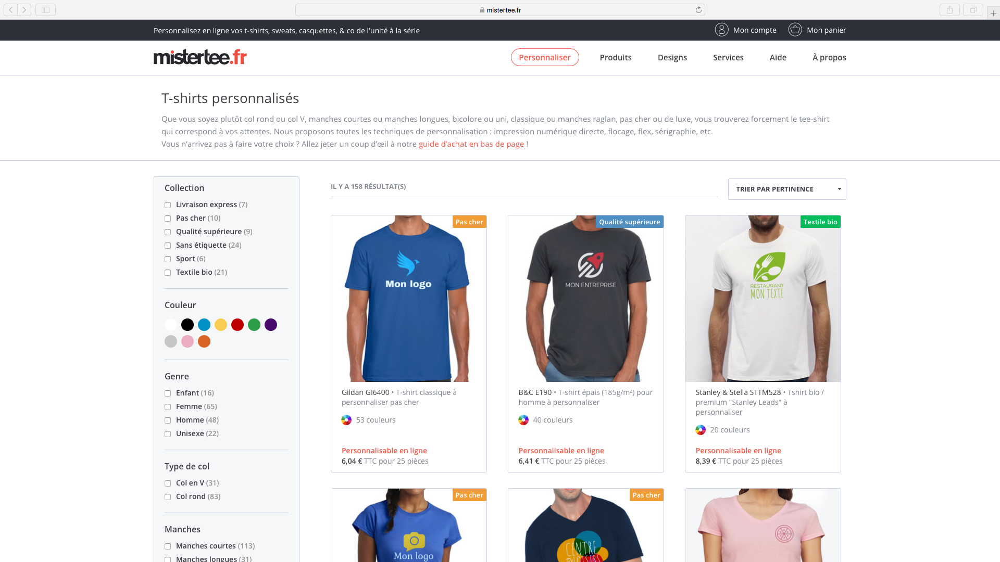 mistertee.fr
Personnalisez en ligne vos t-shirts, sweats, casquettes, & co de l'unité à la série
Mon compte
Mon panier
mistertee.fr
Personnaliser
Produits
Designs
Services
Aide
À propos
T-shirts personnalisés
Que vous soyez plutôt col rond ou col V, manches courtes ou manches longues, bicolore ou uni, classique ou manches raglan, pas cher ou de luxe, vous trouverez forcement le tee-shirt
qui correspond à vos attentes. Nous proposons toutes les techniques de personnalisation : impression numérique directe, flocage, flex, sérigraphie, etc.
Vous n’arrivez pas à faire votre choix ? Allez jeter un coup d’œil à notre guide d’achat en bas de page !
Collection
Livraison express (7)
Pas cher (10)
Qualité supérieure (9)
Sans étiquette (24)
Sport (6)
Textile bio (21)
Couleur
Genre
Enfant (16)
Femme (65)
Homme (48)
Unisexe (22)
Type de col
Col en V (31)
Col rond (83)
Manches
Manches courtes (113)
Manches longues (31)
IL Y A 158 RÉSULTAT(S)
TRIER PAR PERTINENCE
Pas cher
Mon logo
Gildan GI6400 • T-shirt classique à
personnaliser pas cher
53 couleurs
Personnalisable en ligne
6,04 € TTC pour 25 pièces
Qualité supérieure
MON ENTREPRISE
B&C E190 • T-shirt épais (185g/m²) pour
homme à personnaliser
40 couleurs
Personnalisable en ligne
6,41 € TTC pour 25 pièces
Textile bio
RESTAURANT
MON TEXTE
Stanley & Stella STTM528 • Tshirt bio /
premium "Stanley Leads" à
personnaliser
20 couleurs
Personnalisable en ligne
8,39 € TTC pour 25 pièces
Pas cher
Mon logo
Pas cher
CENTRE
DE LOISIRS